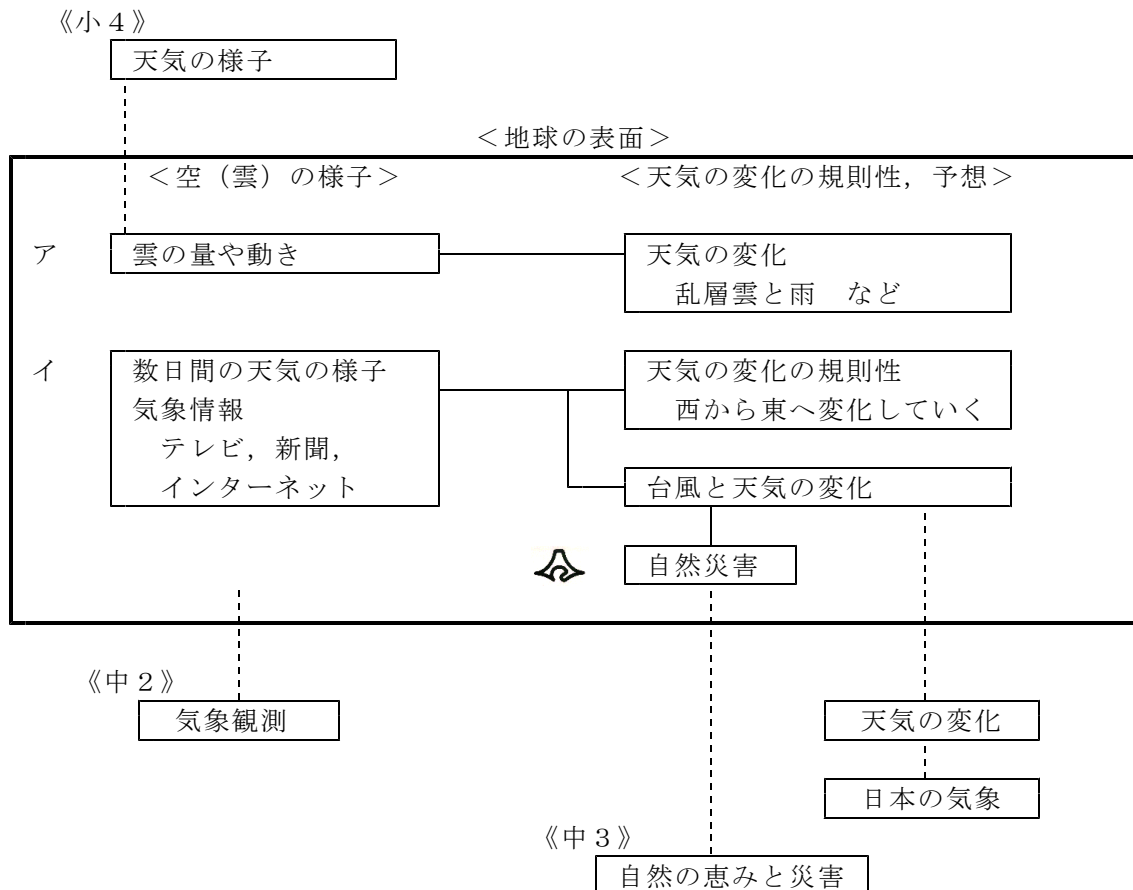 《小4》
天気の様子
＜地球の表面＞
＜空（雲）の様子＞
＜天気の変化の規則性，予想＞
ア
雲の量や動き
天気の変化
乱層雲と雨　など
イ
数日間の天気の様子
気象情報
テレビ，新聞，
インターネット
天気の変化の規則性
西から東へ変化していく
台風と天気の変化
自然災害
《中2》
気象観測
天気の変化
日本の気象
《中3》
自然の恵みと災害